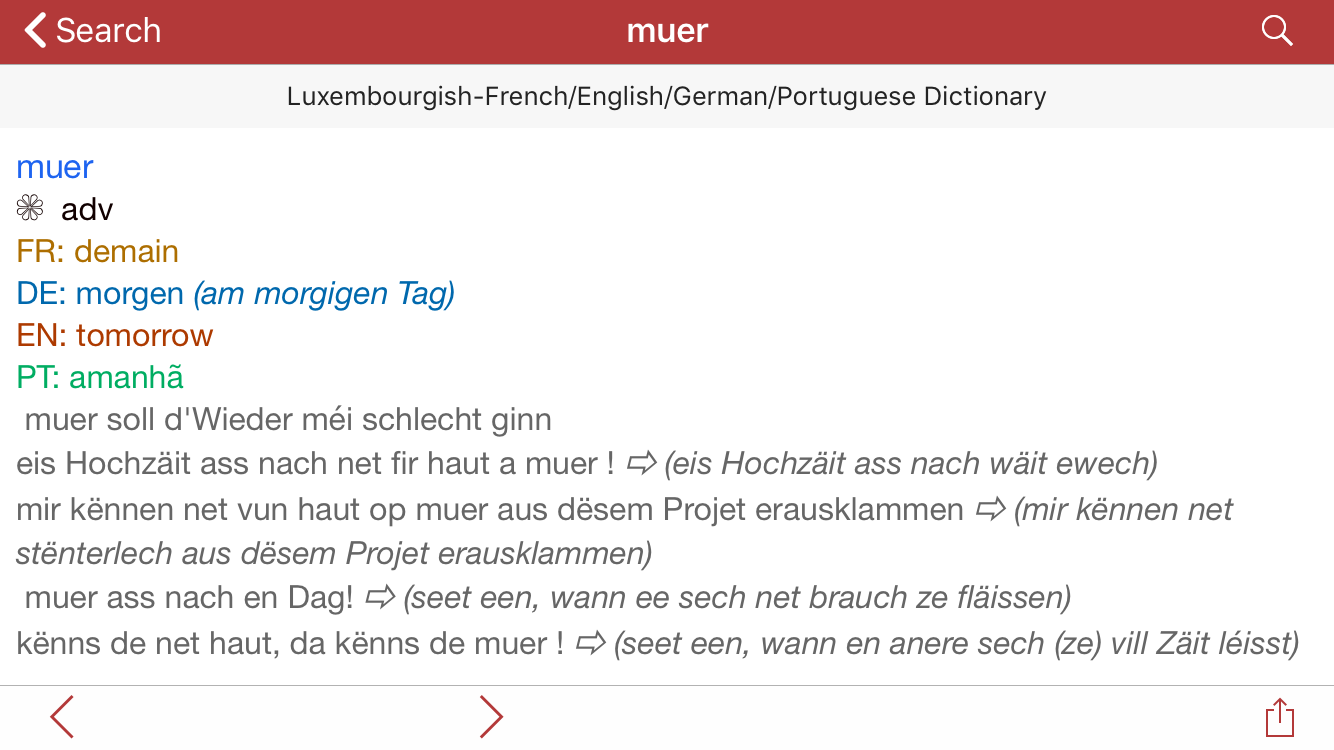 Search
muer
Luxembourgish-French/English/German/Portuguese Dictionary
muer
❀ adv
FR: demain
DE: morgen (am morgigen Tag)
EN: tomorrow
PT: amanhã
muer soll d'Wieder méi schlecht ginn
eis Hochzäit ass nach net fir haut a muer ! ⇨ (eis Hochzäit ass nach wäit ewech)
mir kënnen net vun haut op muer aus dësem Projet erausklammen ⇨ (mir kënnen net
stënterlech aus dësem Projet erausklammen)
muer ass nach en Dag! ⇨ (seet een, wann ee sech net brauch ze fläissen)
kënns de net haut, da kënns de muer ! ⇨ (seet een, wann en anere sech (ze) vill Zäit léisst)